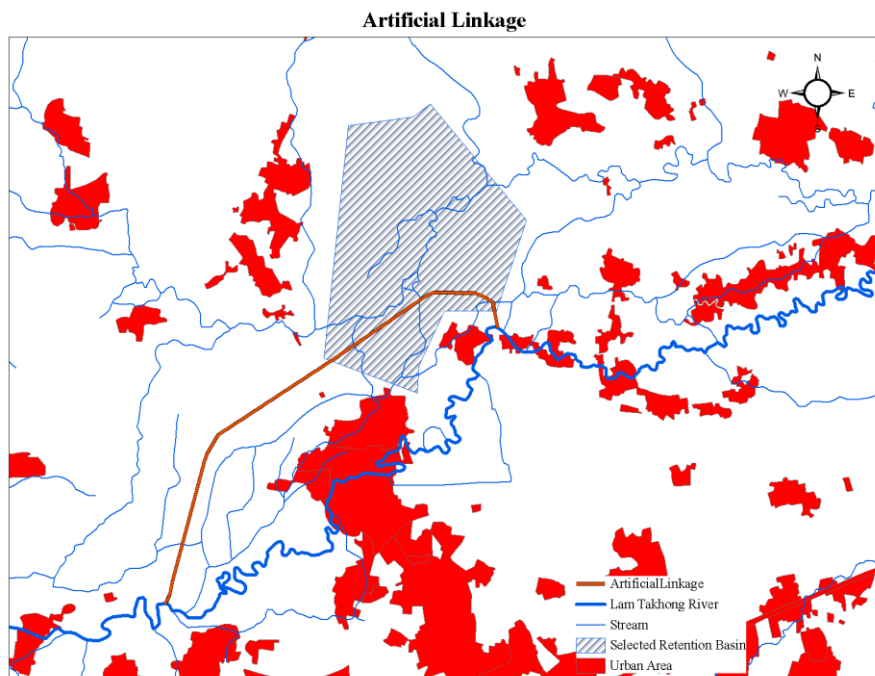 Artificial Linkage
N
W E
S
ArtificialLinkage
Lam Takhong River
Stream
Selected Retention Basin
Urban Area